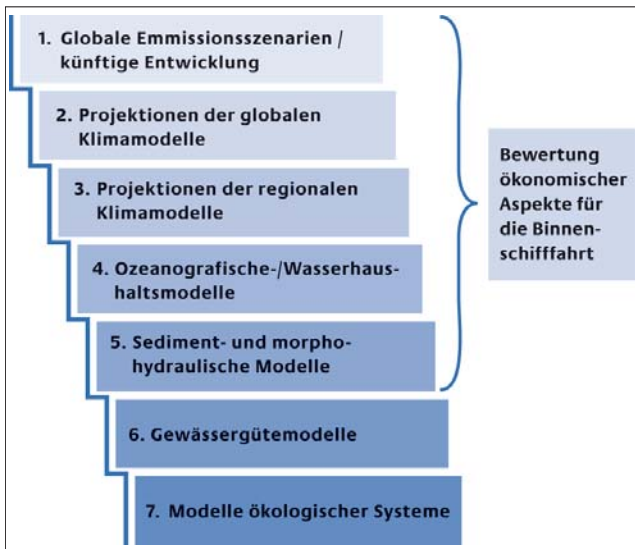 1. Globale Emmissionsszenarien /
künftige Entwicklung
2. Projektionen der globalen
Klimamodelle
3. Projektionen der regionalen
Klimamodelle
4. Ozeanografische-/Wasserhaus-
haltsmodelle
5. Sediment- und morpho-
hydraulische Modelle
6. Gewässergütemodelle
7. Modelle ökologischer Systeme
Bewertung
ökonomischer
Aspekte für
die Binnen-
schifffahrt